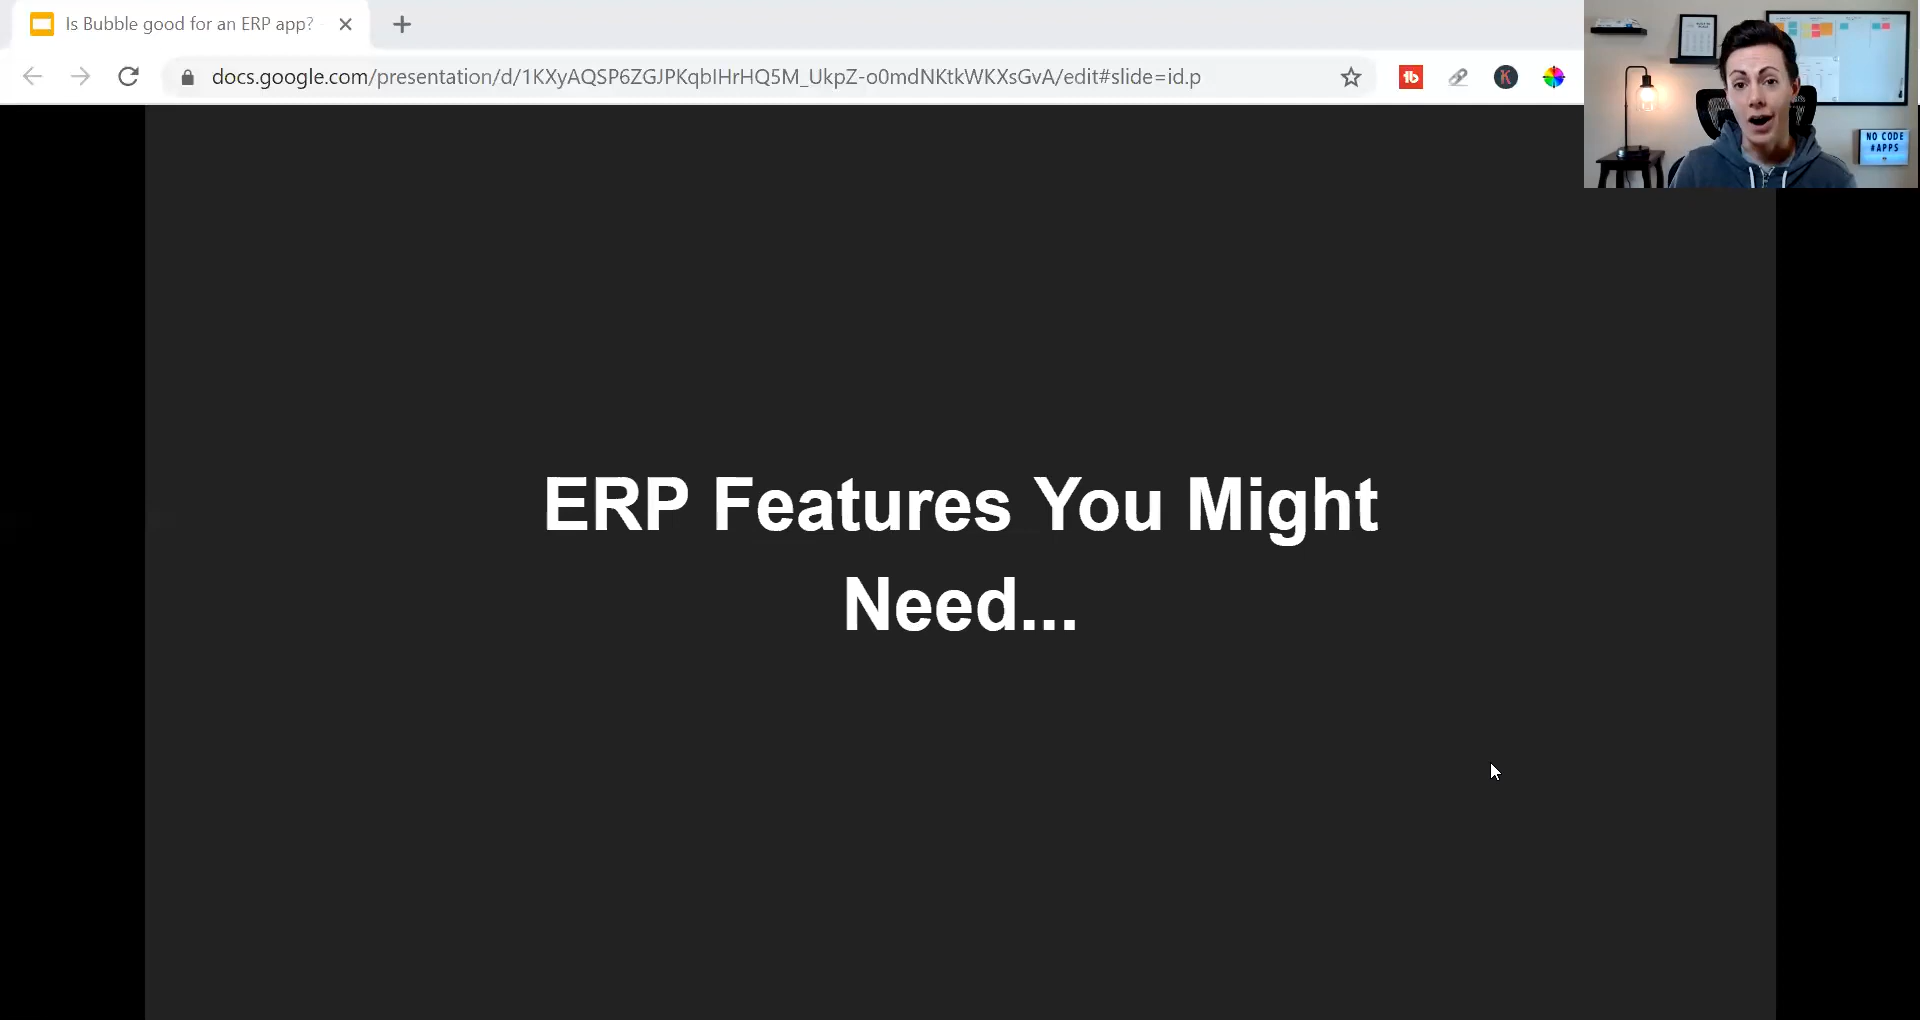 Is Bubble good for an ERP app?
docs.google.com/presentation/d/1KXyAQSP6ZGJPKqbIHrHQ5M_UkpZ-o0mdNKtkWKXsGvA/edit#slide=id.p
1b
K
NO CODE
#APPS
ERP Features You Might
Need...